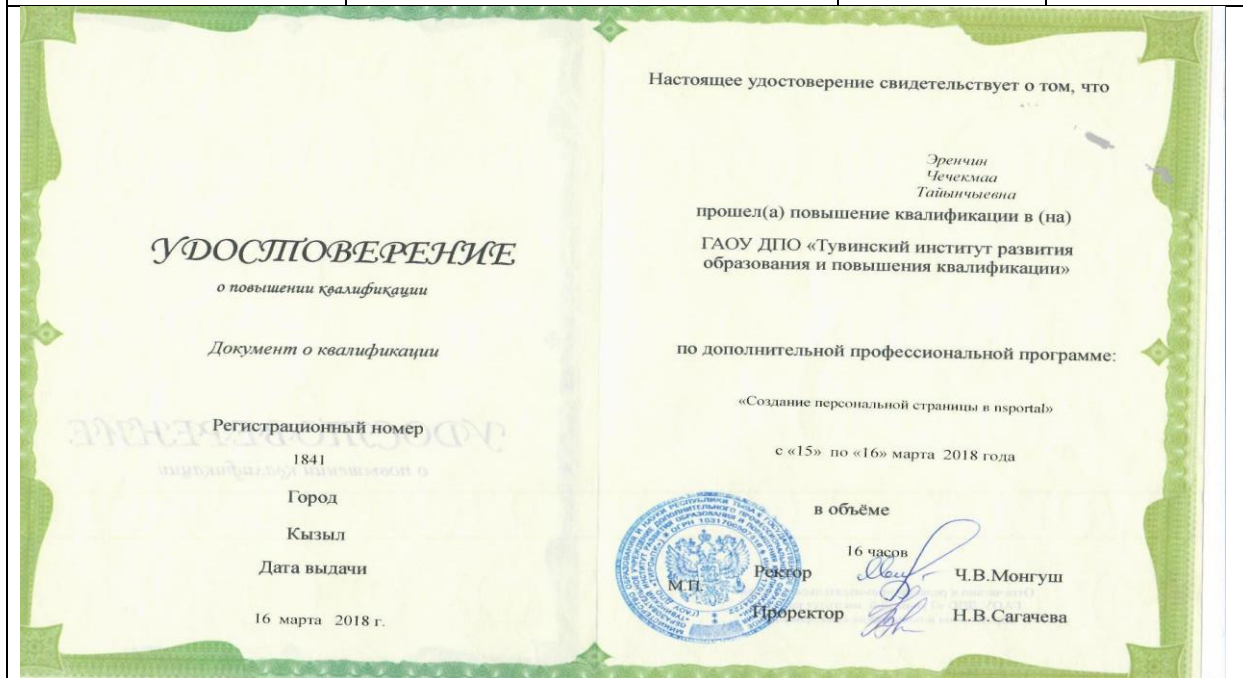 УДОСТОВЕРЕНИЕ
о повышении квалификации
Документ о квалификации
Регистрационный номер
1841
Город
Кызыл
Дата выдачи
16 марта 2018 г.
Настоящее удостоверение свидетельствует о том, что
Эренчин
Чечекмаа
Тайынчыевна
прошел(а) повышение квалификации в (на)
ГАОУ ДПО «Тувинский институт развития
образования и повышения квалификации»
по дополнительной профессиональной программе:
«Создание персональной страницы в nsportal»
с «15» по «16» марта 2018 года
в объёме
16 часов
М.П.
Ректор Ч.В.Монгуш
Проректор Н.В.Сагачева